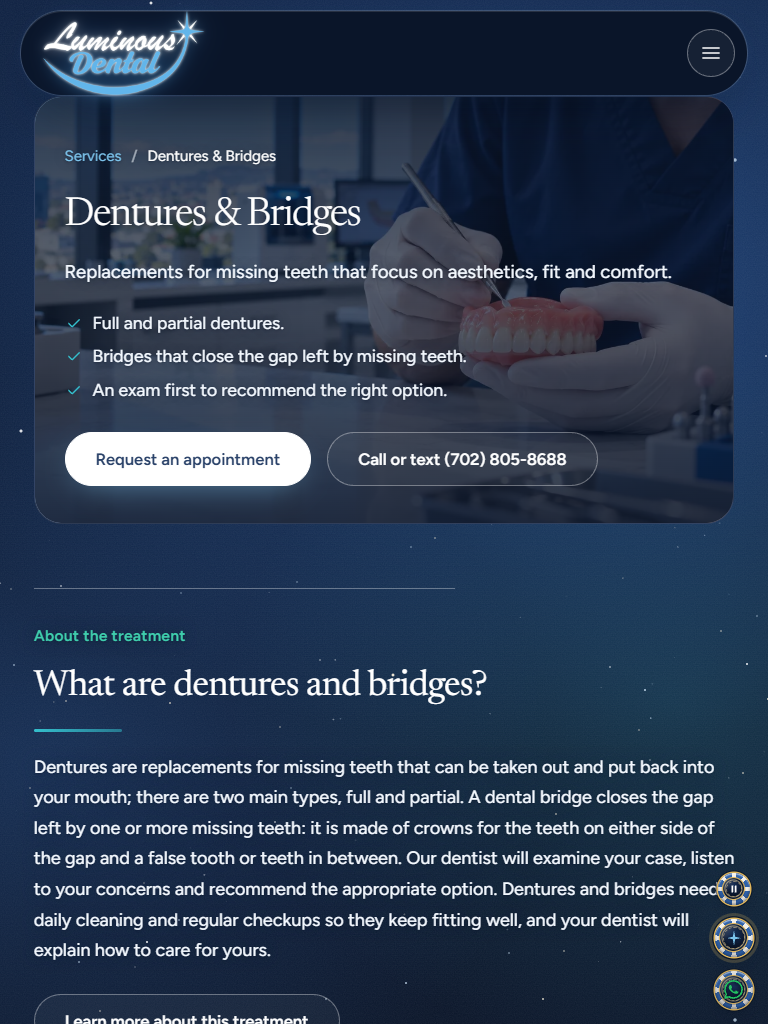 Luminous
Dental
Services / Dentures & Bridges
Dentures & Bridges
Replacements for missing teeth that focus on aesthetics, fit and comfort.
Full and partial dentures.
Bridges that close the gap left by missing teeth.
An exam first to recommend the right option.
Request an appointment
Call or text (702) 805-8688
About the treatment
What are dentures and bridges?
Dentures are replacements for missing teeth that can be taken out and put back into
your mouth; there are two main types, full and partial. A dental bridge closes the gap
left by one or more missing teeth: it is made of crowns for the teeth on either side of
the gap and a false tooth or teeth in between. Our dentist will examine your case, listen
to your concerns and recommend the appropriate option. Dentures and bridges need
daily cleaning and regular checkups so they keep fitting well, and your dentist will
explain how to care for yours.
Learn more about this treatment